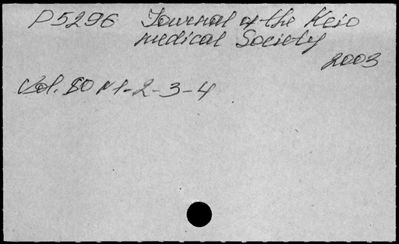 P5296 Journal of the Keio
medical Society
2003
Vol. 80 N 1-2-3-4